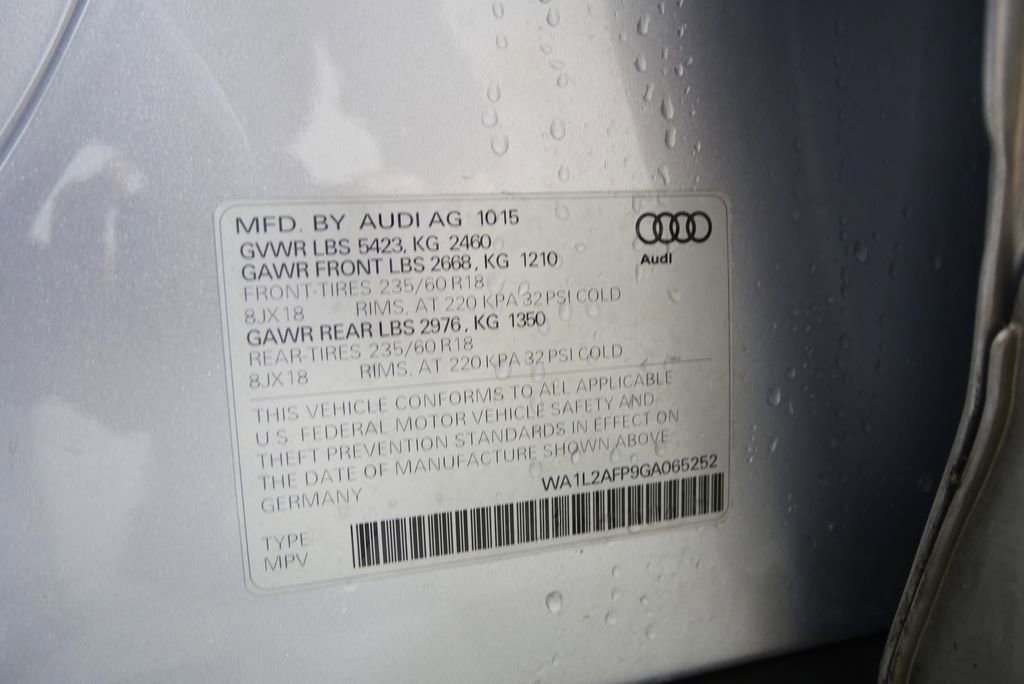 MFD. BY AUDI AG 1015
GVWR LBS 5423, KG 2460
GAWR FRONT LBS 2668, KG 1210
FRONT-TIRES 235/60 R18
8JX18 RIMS, AT 220 KPA 32 PSI COLD
GAWR REAR LBS 2976, KG 1350
REAR-TIRES 235/60 R18
8JX18 RIMS, AT 220 KPA 32 PSI COLD
Audi
THIS VEHICLE CONFORMS TO ALL APPLICABLE
U.S. FEDERAL MOTOR VEHICLE SAFETY AND
THEFT PREVENTION STANDARDS IN EFFECT ON
THE DATE OF MANUFACTURE SHOWN ABOVE
GERMANY WA1L2AFP9GA065252
TYPE
MPV